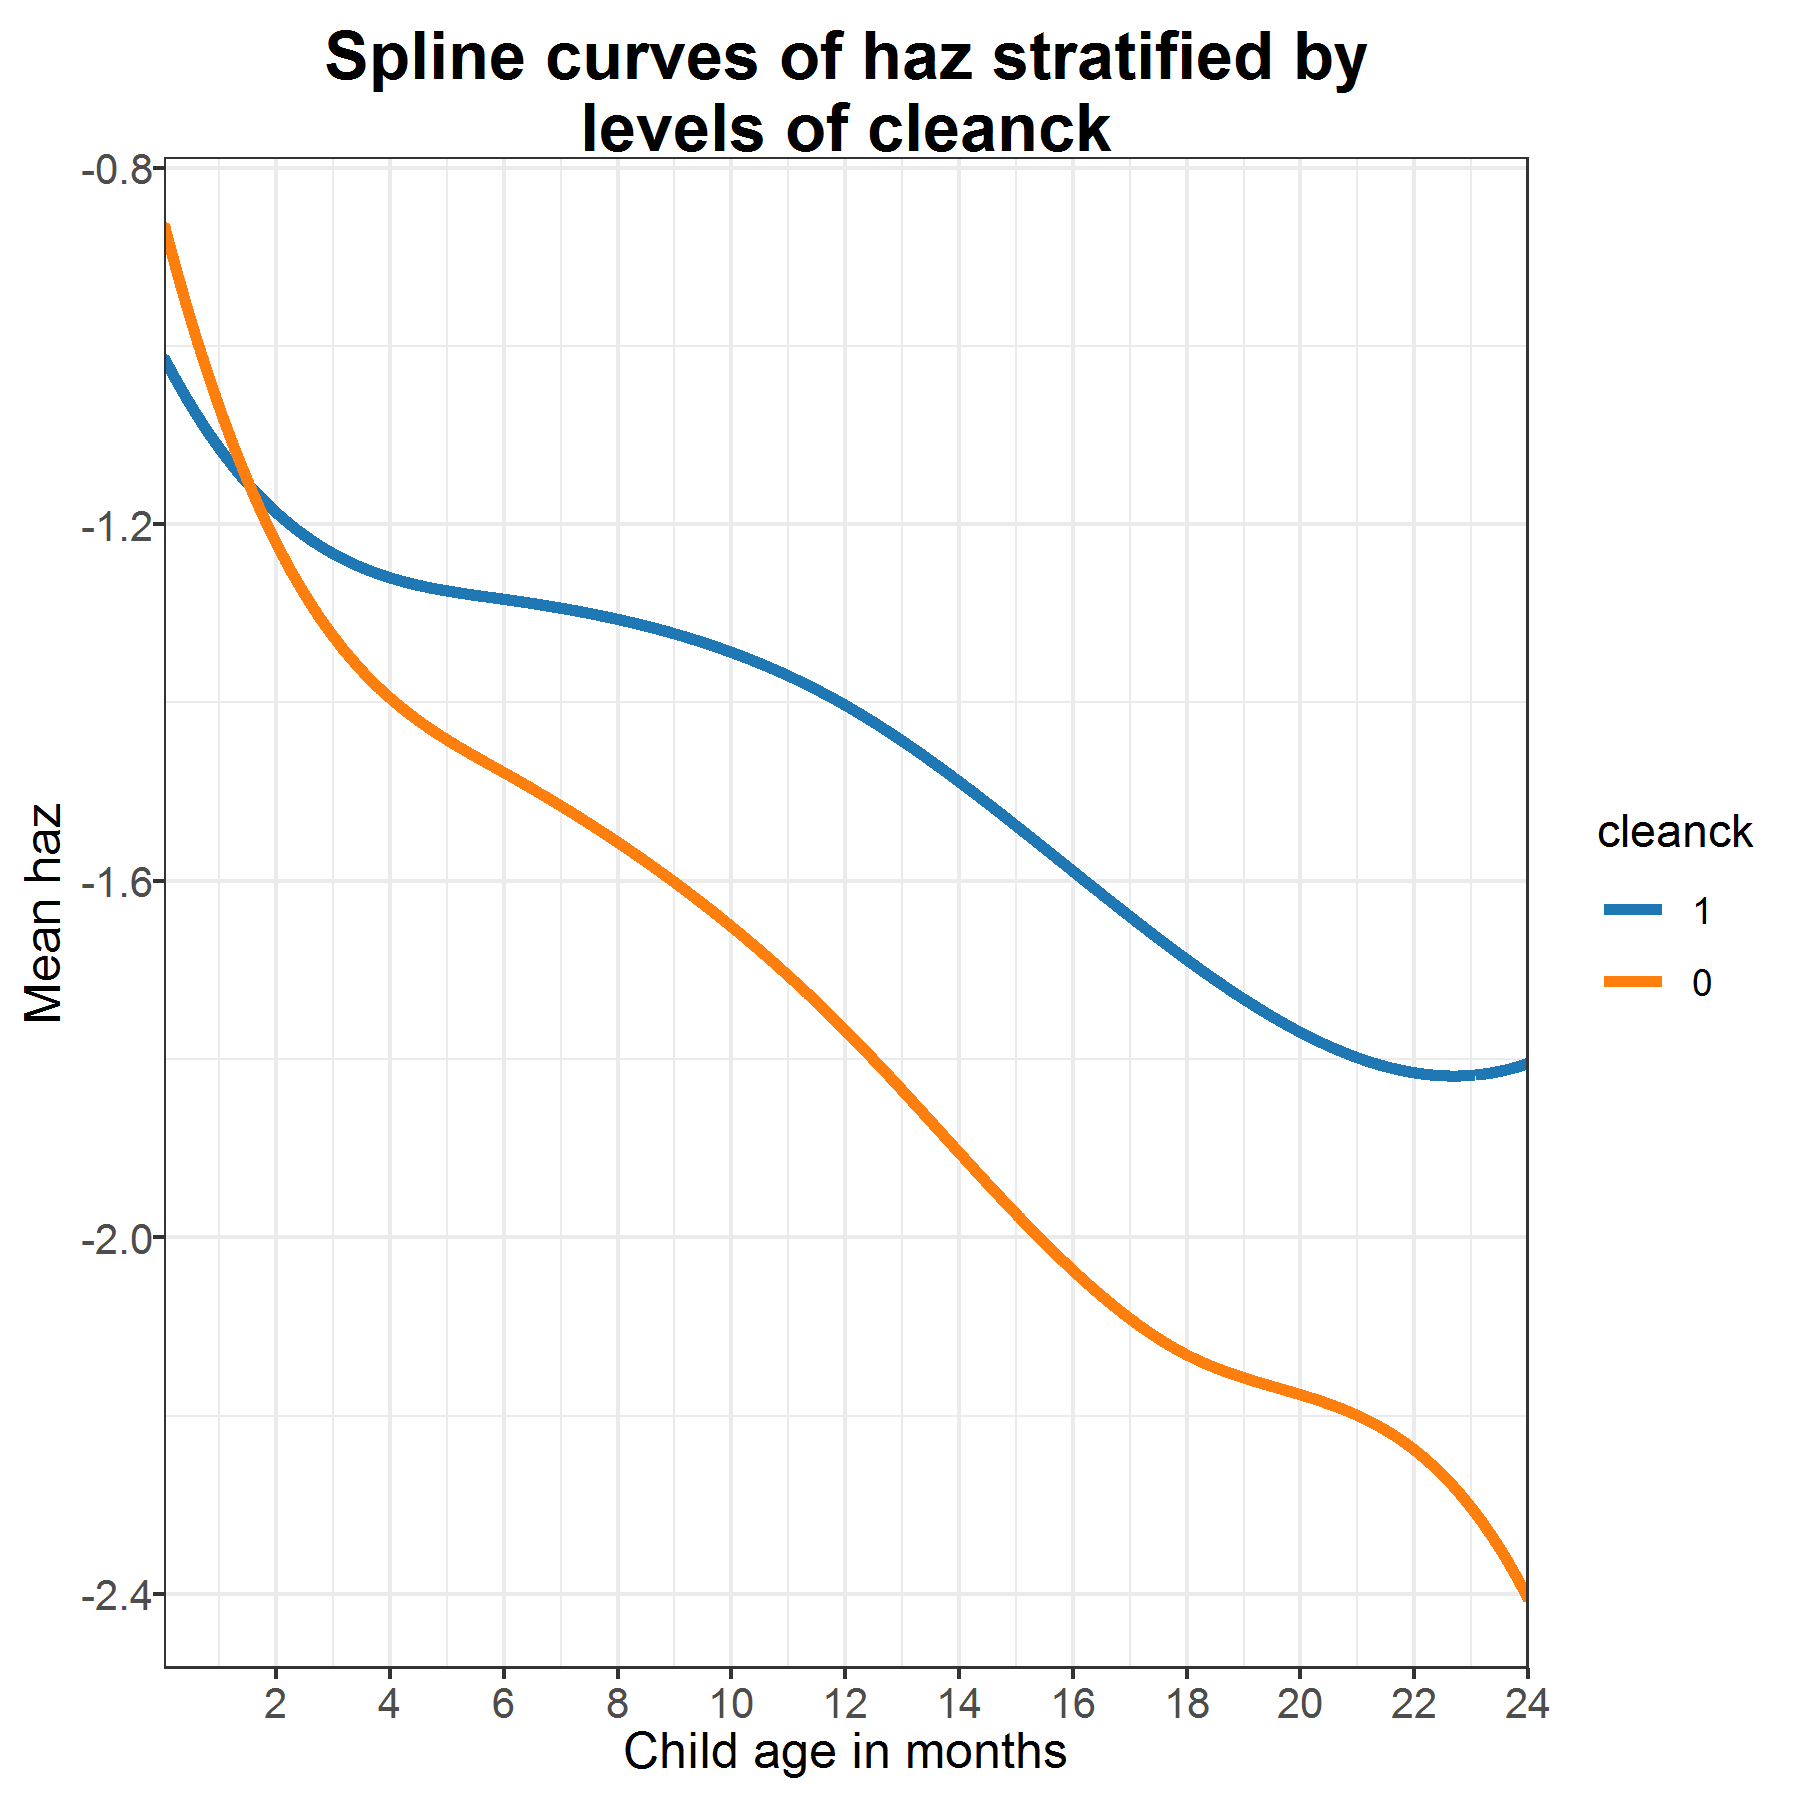 Spline curves of haz stratified by
levels of cleanck
-0.8
-1.2
-1.6
-2.0
-2.4
Mean haz
2 4 6 8 10 12 14 16 18 20 22 24
Child age in months
cleanck
1
0